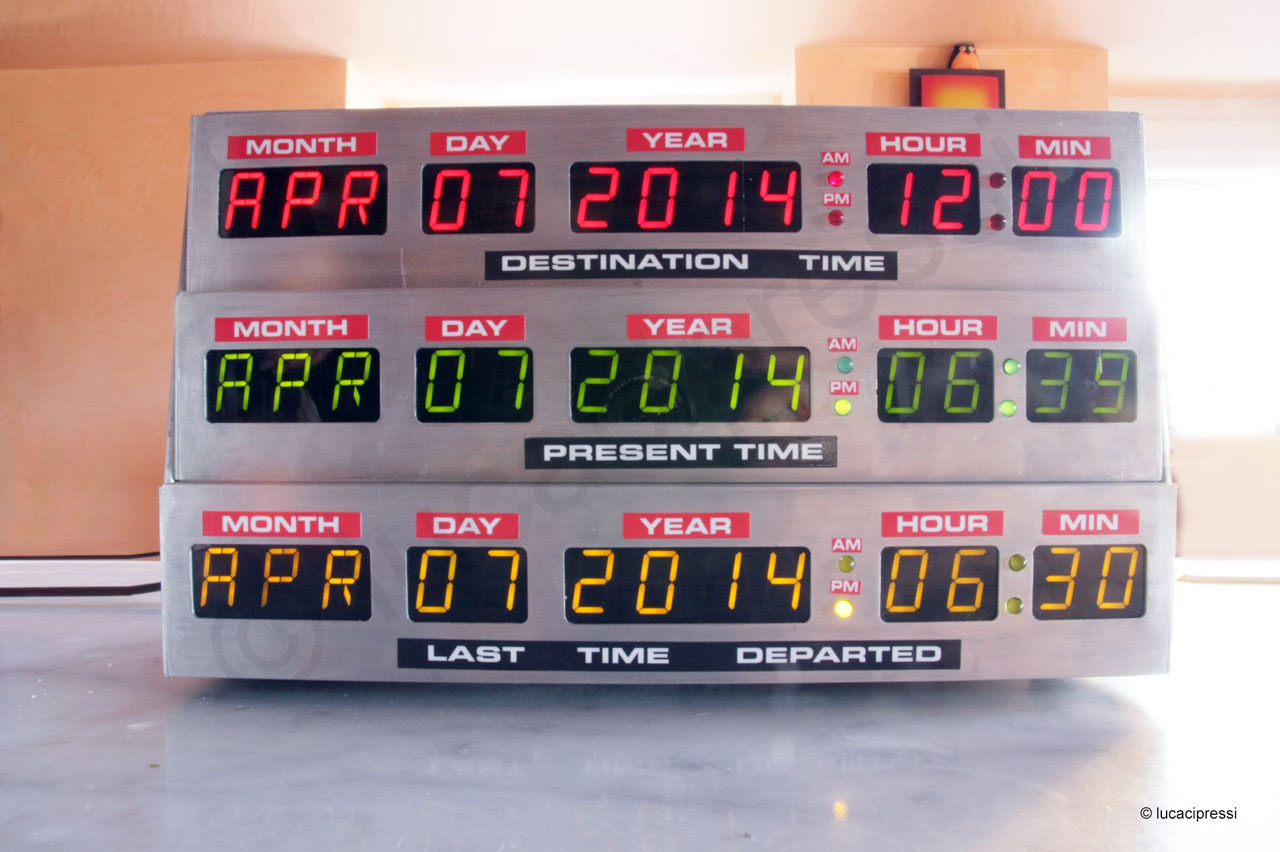 MONTH DAY YEAR HOUR MIN
AM
APR 07 2014 12 00
PM
DESTINATION TIME
MONTH DAY YEAR HOUR MIN
AM
APR 07 2014 06 39
PM
PRESENT TIME
MONTH DAY YEAR HOUR MIN
AM
APR 07 2014 06 30
PM
LAST TIME DEPARTED
© lucacipressi
© lucacipressi